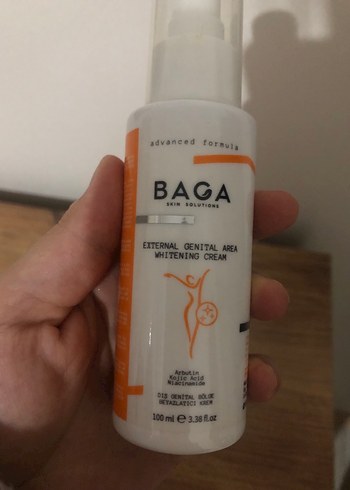 advanced formula
BAGA
SKIN SOLUTIONS
EXTERNAL GENITAL AREA
WHITENING CREAM
Arbutin
Kojic Acid
Niacinamide
DIŞ GENİTAL BÖLGE
BEYAZLATICI KREM
100 ml e 3.38 fl.oz